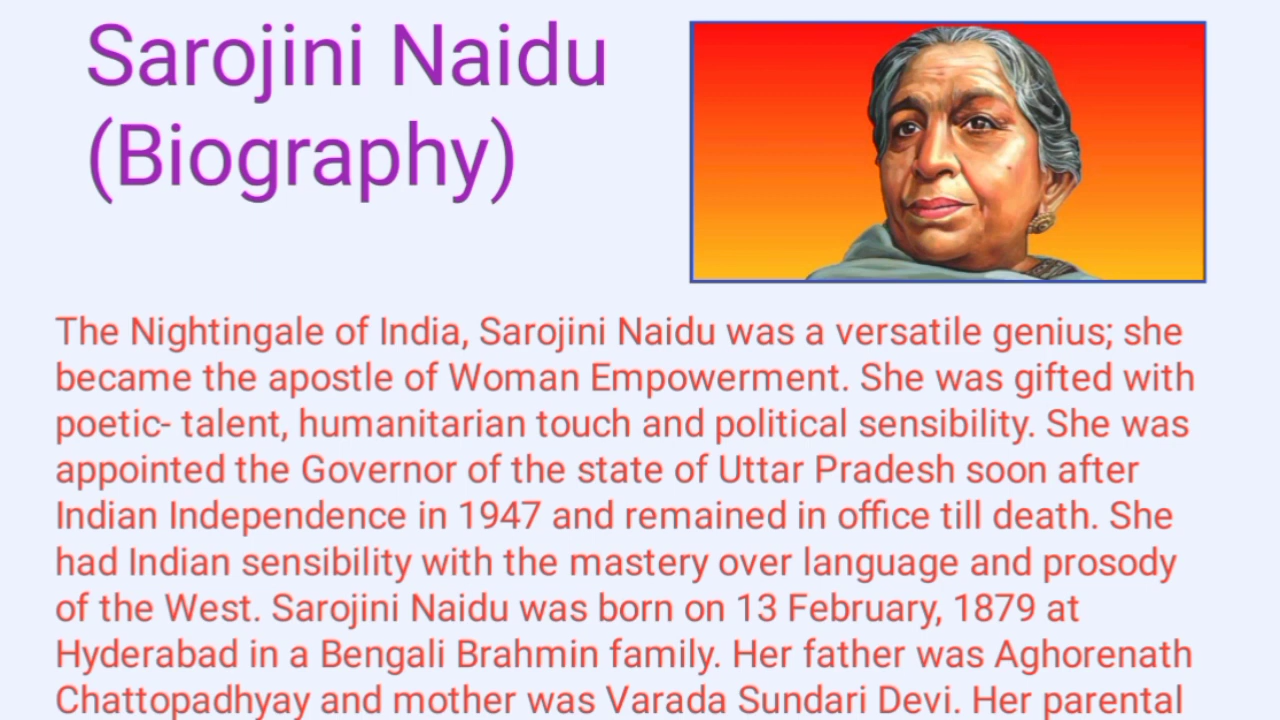 Sarojini Naidu
(Biography)
The Nightingale of India, Sarojini Naidu was a versatile genius; she
became the apostle of Woman Empowerment. She was gifted with
poetic- talent, humanitarian touch and political sensibility. She was
appointed the Governor of the state of Uttar Pradesh soon after
Indian Independence in 1947 and remained in office till death. She
had Indian sensibility with the mastery over language and prosody
of the West. Sarojini Naidu was born on 13 February, 1879 at
Hyderabad in a Bengali Brahmin family. Her father was Aghorenath
Chattopadhyay and mother was Varada Sundari Devi. Her parental